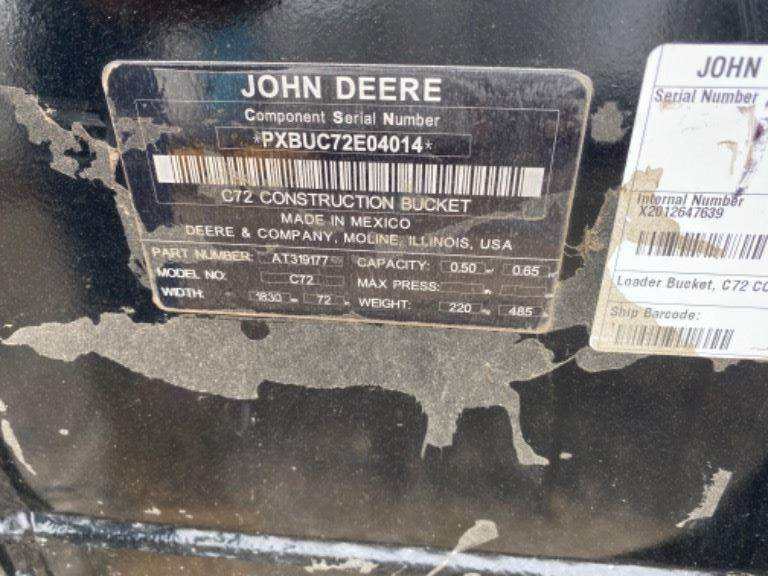 JOHN DEERE
Component Serial Number
*PXBUC72E04014*
C72 CONSTRUCTION BUCKET
MADE IN MEXICO
DEERE & COMPANY, MOLINE, ILLINOIS, USA
PART NUMBER: AT319177 CAPACITY: 0.50 0.65
MODEL NO: C72 MAX PRESS:
WIDTH: 1830 72 WEIGHT: 220 485
JOHN
Serial Number
Internal Number
X2012647639
Loader Bucket, C72
Ship Barcode: